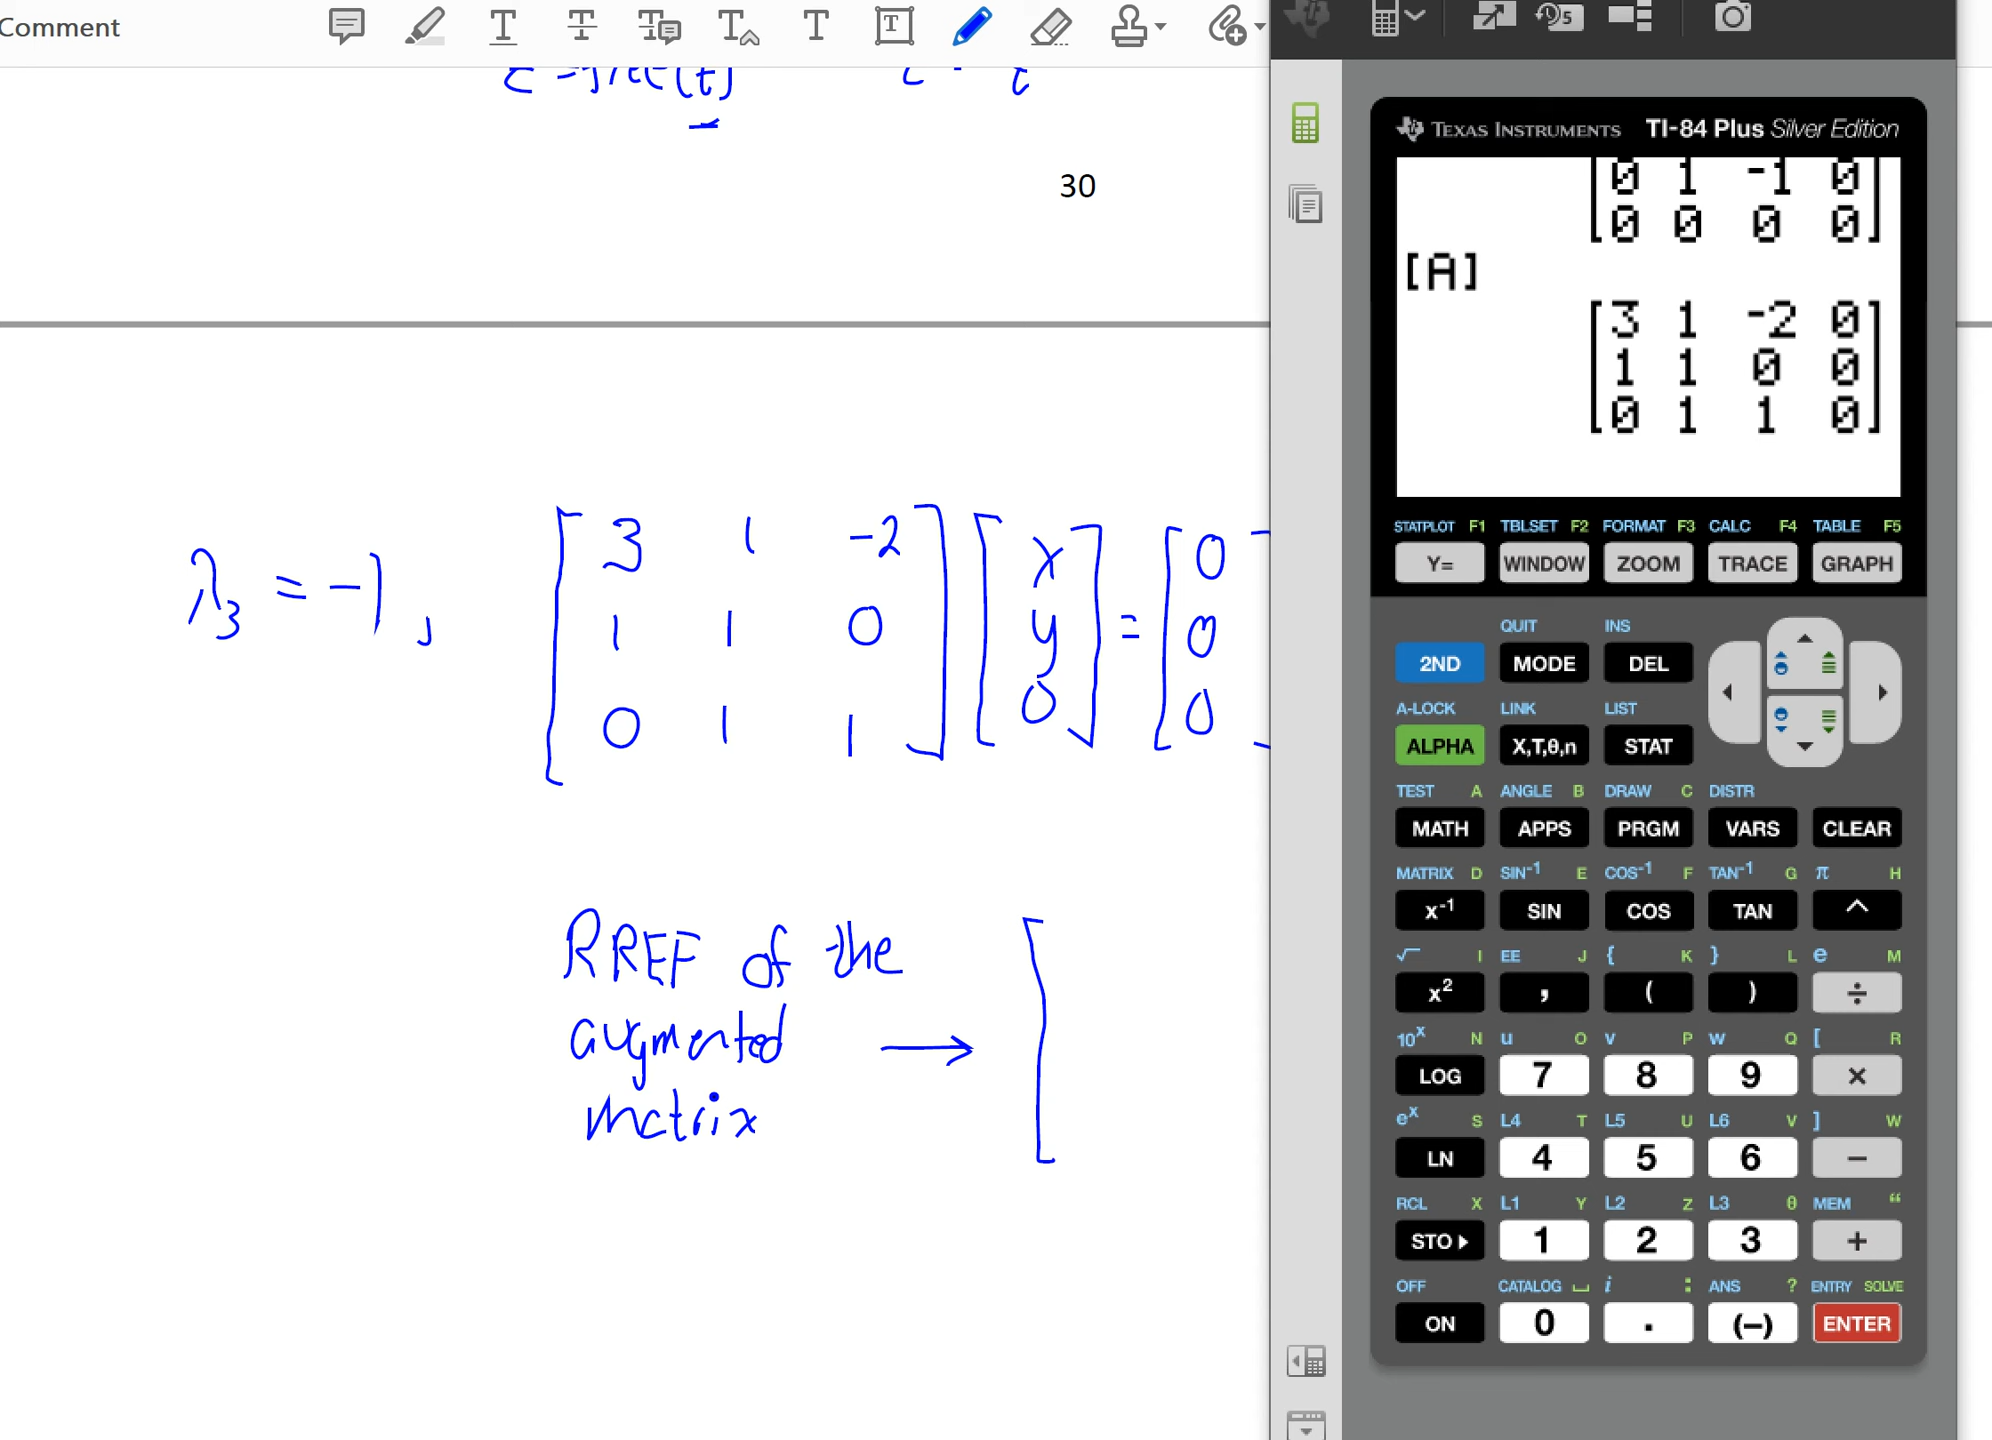 Comment
z = free(t)
30
λ3 = -1, [3 1 -2] [x] = [0]
[1 1 0] [y] [0]
[0 1 1] [0] [0]
RREF of the
augmented → [
matrix
TEXAS INSTRUMENTS TI-84 Plus Silver Edition
[0 1 -1 0]
[0 0 0 0]
[A]
[3 1 -2 0]
[1 1 0 0]
[0 1 1 0]
STATPLOT F1 TBLSET F2 FORMAT F3 CALC F4 TABLE F5
Y= WINDOW ZOOM TRACE GRAPH
QUIT INS
2ND MODE DEL
A-LOCK LINK LIST
ALPHA X,T,θ,n STAT
TEST A ANGLE B DRAW C DISTR
MATH APPS PRGM VARS CLEAR
MATRIX D SIN-1 E COS-1 F TAN-1 G π H
x-1 SIN COS TAN ^
√ I EE J { K } L e M
x2 , ( ) ÷
10x N u O v P w Q [ R
LOG 7 8 9 ×
ex S L4 T L5 U L6 V ] W
LN 4 5 6 −
RCL X L1 Y L2 Z L3 θ MEM “
STO▸ 1 2 3 +
OFF CATALOG ⎵ i : ANS ? ENTRY SOLVE
ON 0 . (−) ENTER